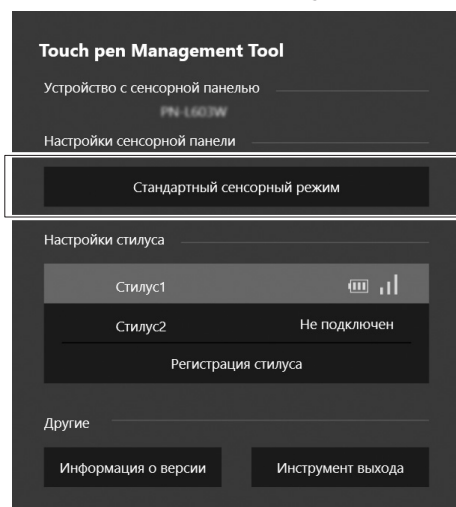 Touch pen Management Tool
Устройство с сенсорной панелью
PN-L603W
Настройки сенсорной панели
Стандартный сенсорный режим
Настройки стилуса
Стилус1
Стилус2 Не подключен
Регистрация стилуса
Другие
Информация о версии Инструмент выхода